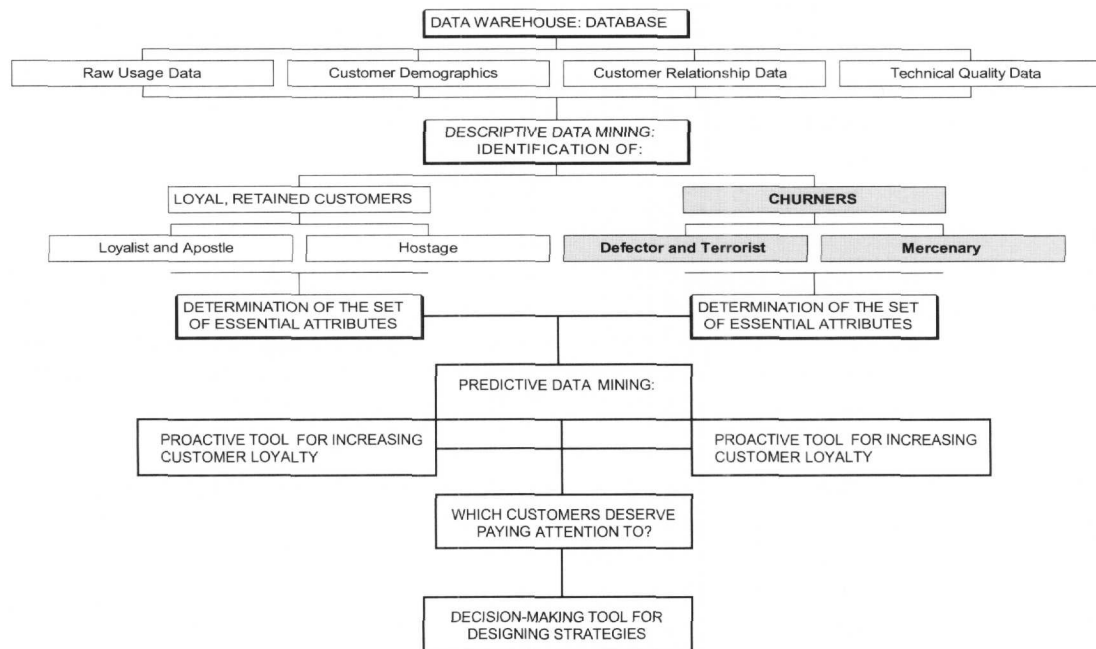 DATA WAREHOUSE: DATABASE
Raw Usage Data
Customer Demographics
Customer Relationship Data
Technical Quality Data
DESCRIPTIVE DATA MINING:
IDENTIFICATION OF:
LOYAL, RETAINED CUSTOMERS
CHURNERS
Loyalist and Apostle
Hostage
Defector and Terrorist
Mercenary
DETERMINATION OF THE SET
OF ESSENTIAL ATTRIBUTES
DETERMINATION OF THE SET
OF ESSENTIAL ATTRIBUTES
PREDICTIVE DATA MINING:
PROACTIVE TOOL FOR INCREASING
CUSTOMER LOYALTY
PROACTIVE TOOL FOR INCREASING
CUSTOMER LOYALTY
WHICH CUSTOMERS DESERVE
PAYING ATTENTION TO?
DECISION-MAKING TOOL FOR
DESIGNING STRATEGIES